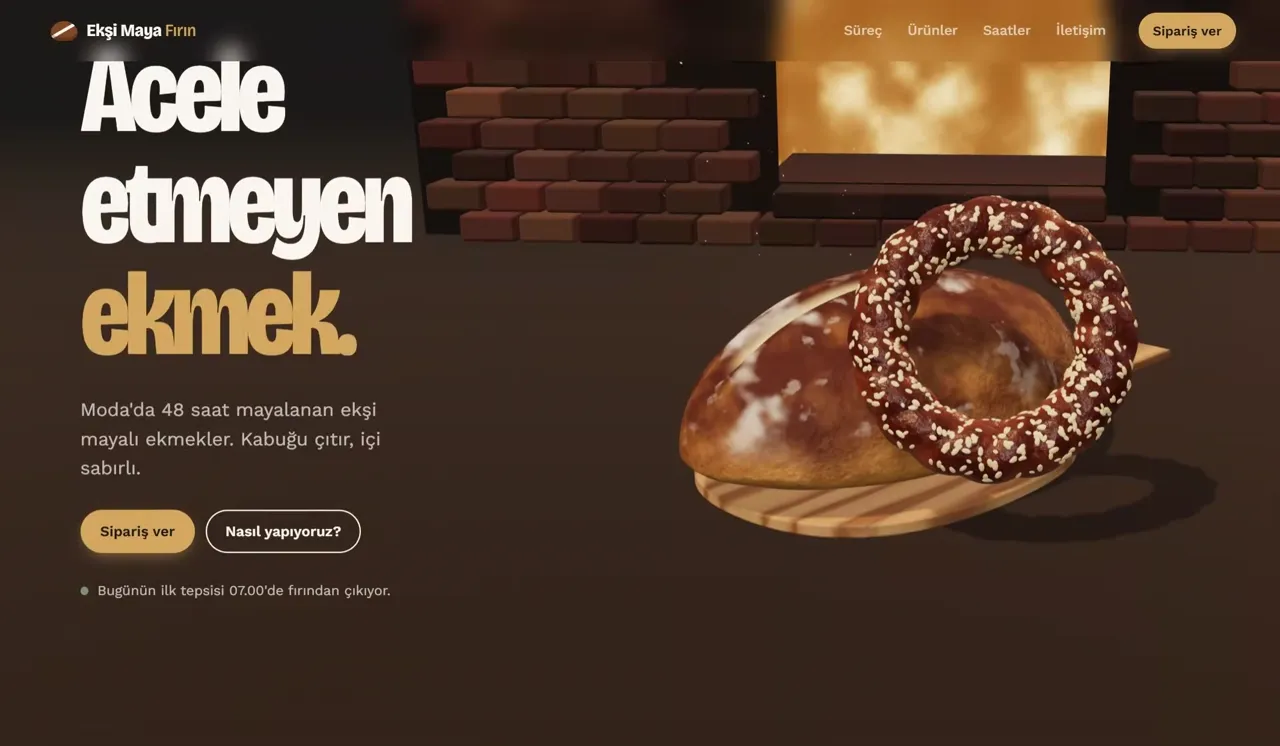 Ekşi Maya Fırın
Süreç
Ürünler
Saatler
İletişim
Sipariş ver
Acele
etmeyen
ekmek.
Moda'da 48 saat mayalanan ekşi
mayalı ekmekler. Kabuğu çıtır, içi
sabırlı.
Sipariş ver
Nasıl yapıyoruz?
Bugünün ilk tepsisi 07.00'de fırından çıkıyor.